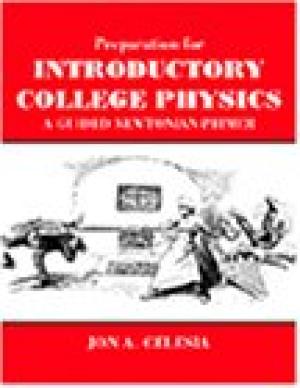 Preparation for
INTRODUCTORY
COLLEGE PHYSICS
A GUIDED NEWTONIAN PRIMER
JON A. CELESIA